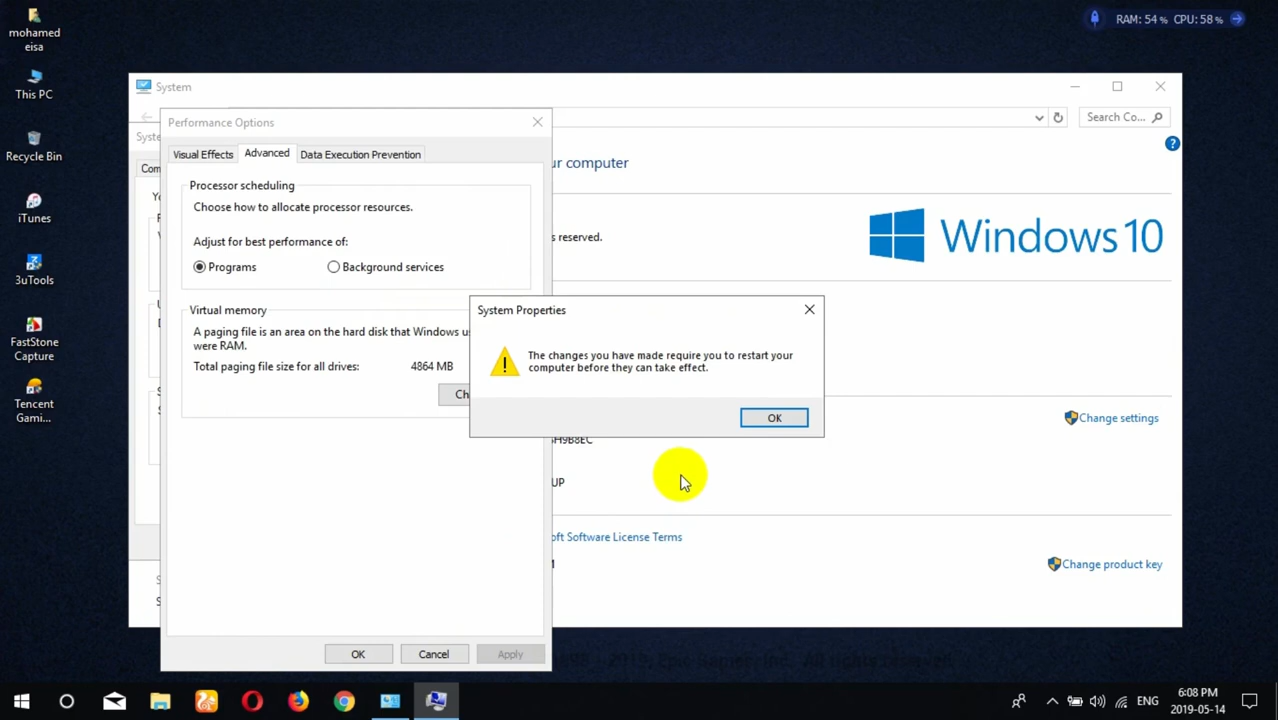 mohamed
eisa
This PC
Recycle Bin
iTunes
3uTools
FastStone
Capture
Tencent
Gami...
RAM: 54 % CPU: 58 %
System
Search Co...
Performance Options
Syste
Visual Effects
Advanced
Data Execution Prevention
Com
ur computer
Processor scheduling
Choose how to allocate processor resources.
Adjust for best performance of:
Programs
Background services
s reserved.
Windows 10
Virtual memory
A paging file is an area on the hard disk that Windows us
were RAM.
Total paging file size for all drives:
4864 MB
Ch
System Properties
The changes you have made require you to restart your
computer before they can take effect.
OK
Change settings
UP
oft Software License Terms
Change product key
OK
Cancel
Apply
ENG
6:08 PM
2019-05-14